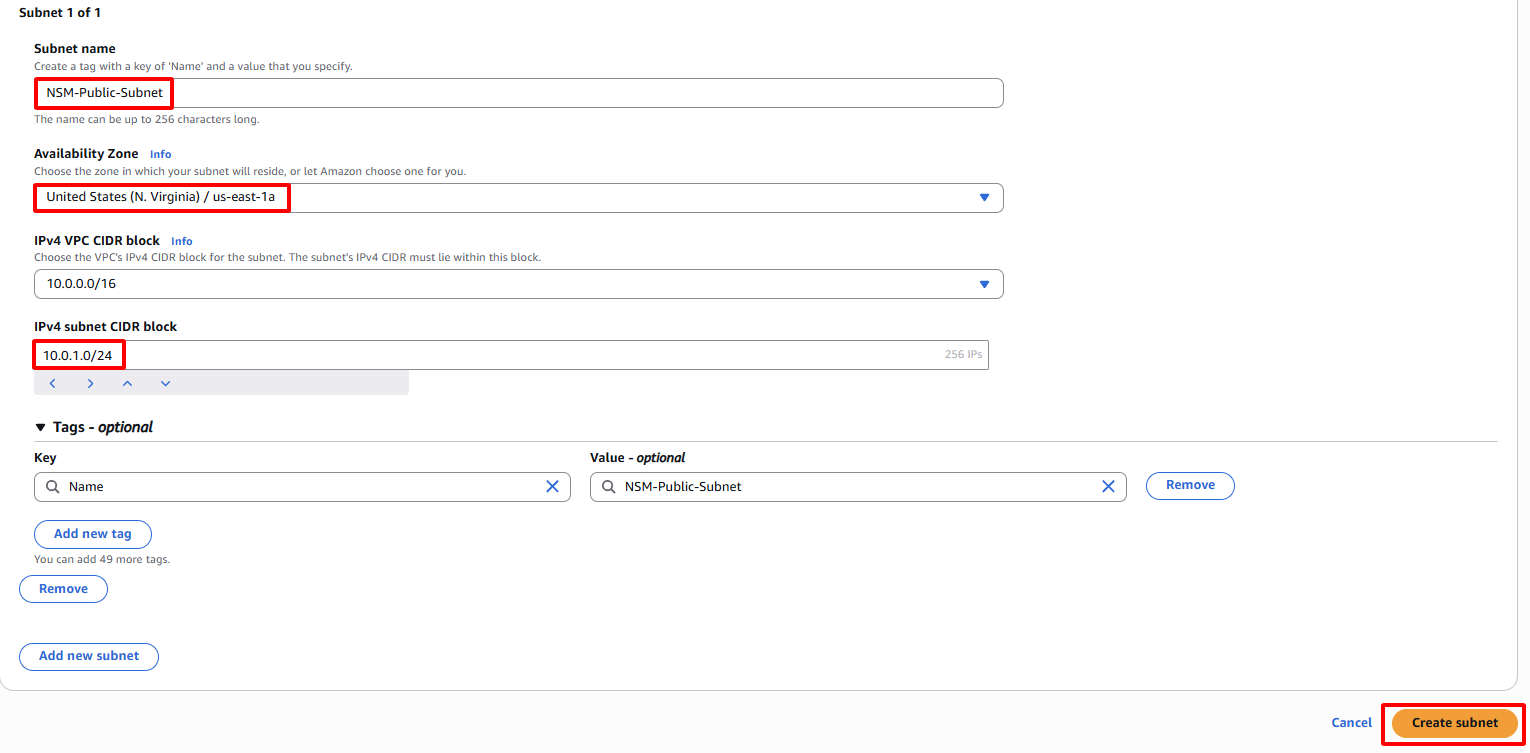 Subnet 1 of 1
Subnet name
Create a tag with a key of 'Name' and a value that you specify.
NSM-Public-Subnet
The name can be up to 256 characters long.
Availability Zone Info
Choose the zone in which your subnet will reside, or let Amazon choose one for you.
United States (N. Virginia) / us-east-1a
IPv4 VPC CIDR block Info
Choose the VPC's IPv4 CIDR block for the subnet. The subnet's IPv4 CIDR must lie within this block.
10.0.0.0/16
IPv4 subnet CIDR block
10.0.1.0/24 256 IPs
Tags - optional
Key Value - optional
Name NSM-Public-Subnet Remove
Add new tag
You can add 49 more tags.
Remove
Add new subnet
Cancel Create subnet